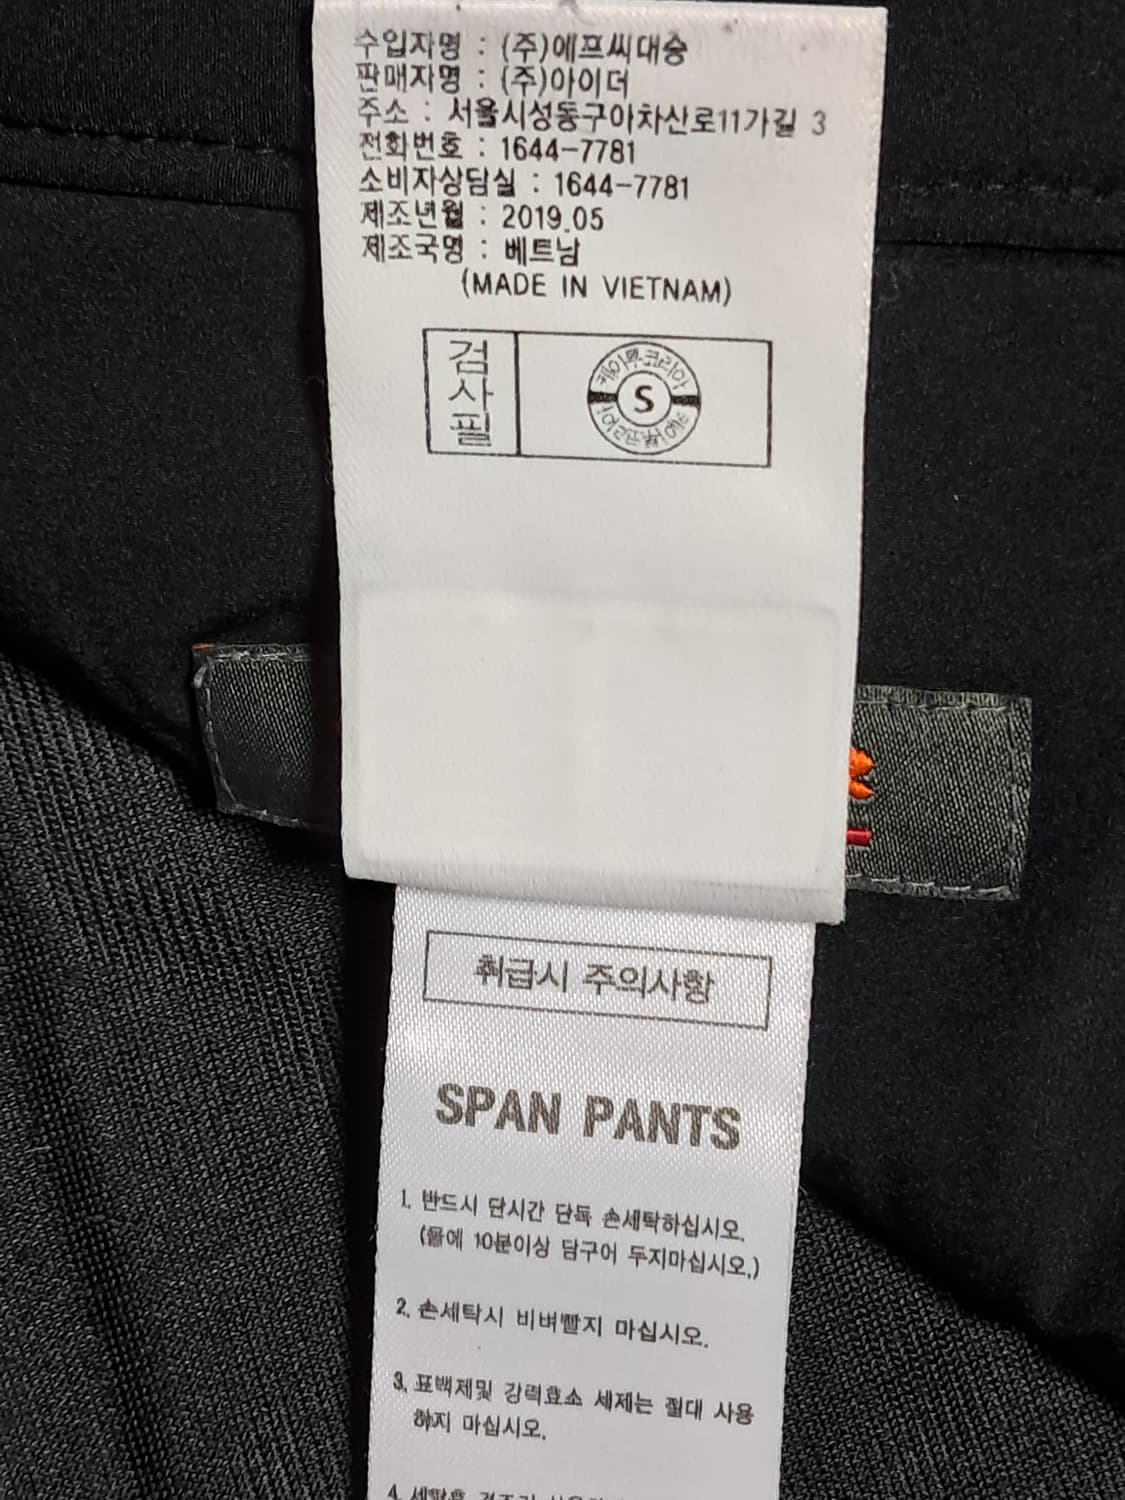 수입자명 : (주)에프씨대승
판매자명 : (주)아이더
주소 : 서울시성동구아차산로11가길 3
전화번호 : 1644-7781
소비자상담실 : 1644-7781
제조년월 : 2019.05
제조국명 : 베트남
(MADE IN VIETNAM)
검사필
S
취급시 주의사항
SPAN PANTS
1. 반드시 단시간 단독 손세탁하십시오.
(물에 10분이상 담구어 두지마십시오.)
2. 손세탁시 비벼빨지 마십시오.
3. 표백제및 강력효소 세제는 절대 사용
하지 마십시오.
4. 세탁후